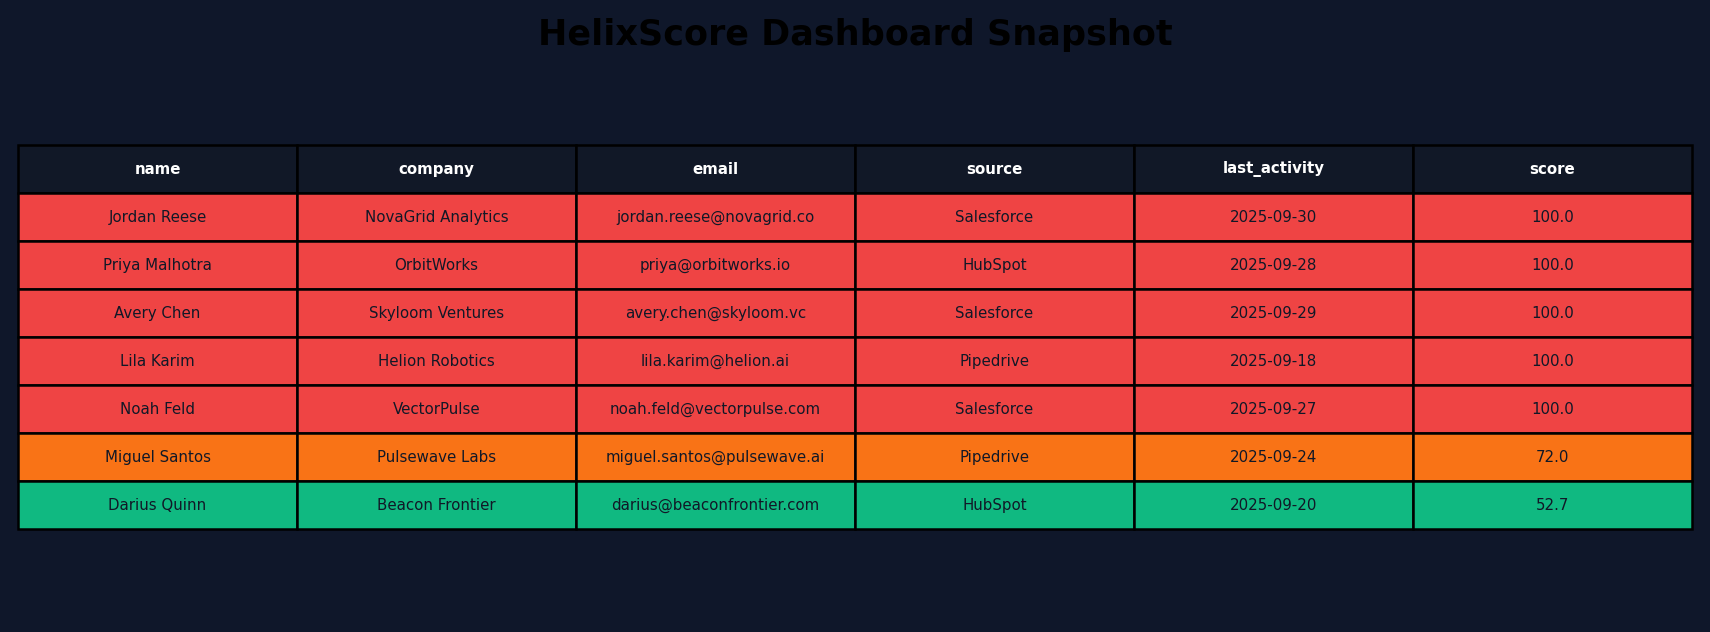 HelixScore Dashboard Snapshot
name company email source last_activity score
Jordan Reese NovaGrid Analytics jordan.reese@novagrid.co Salesforce 2025-09-30 100.0
Priya Malhotra OrbitWorks priya@orbitworks.io HubSpot 2025-09-28 100.0
Avery Chen Skyloom Ventures avery.chen@skyloom.vc Salesforce 2025-09-29 100.0
Lila Karim Helion Robotics lila.karim@helion.ai Pipedrive 2025-09-18 100.0
Noah Feld VectorPulse noah.feld@vectorpulse.com Salesforce 2025-09-27 100.0
Miguel Santos Pulsewave Labs miguel.santos@pulsewave.ai Pipedrive 2025-09-24 72.0
Darius Quinn Beacon Frontier darius@beaconfrontier.com HubSpot 2025-09-20 52.7